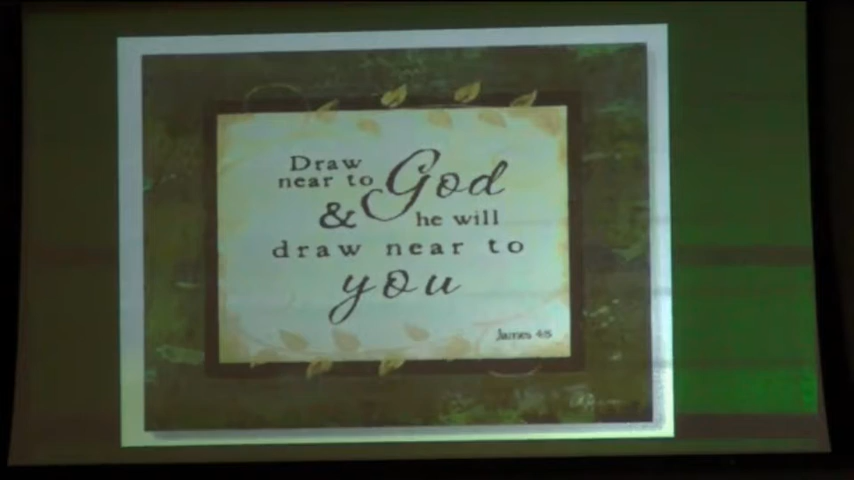 Draw
near to God
& he will
draw near to
you
James 4:8